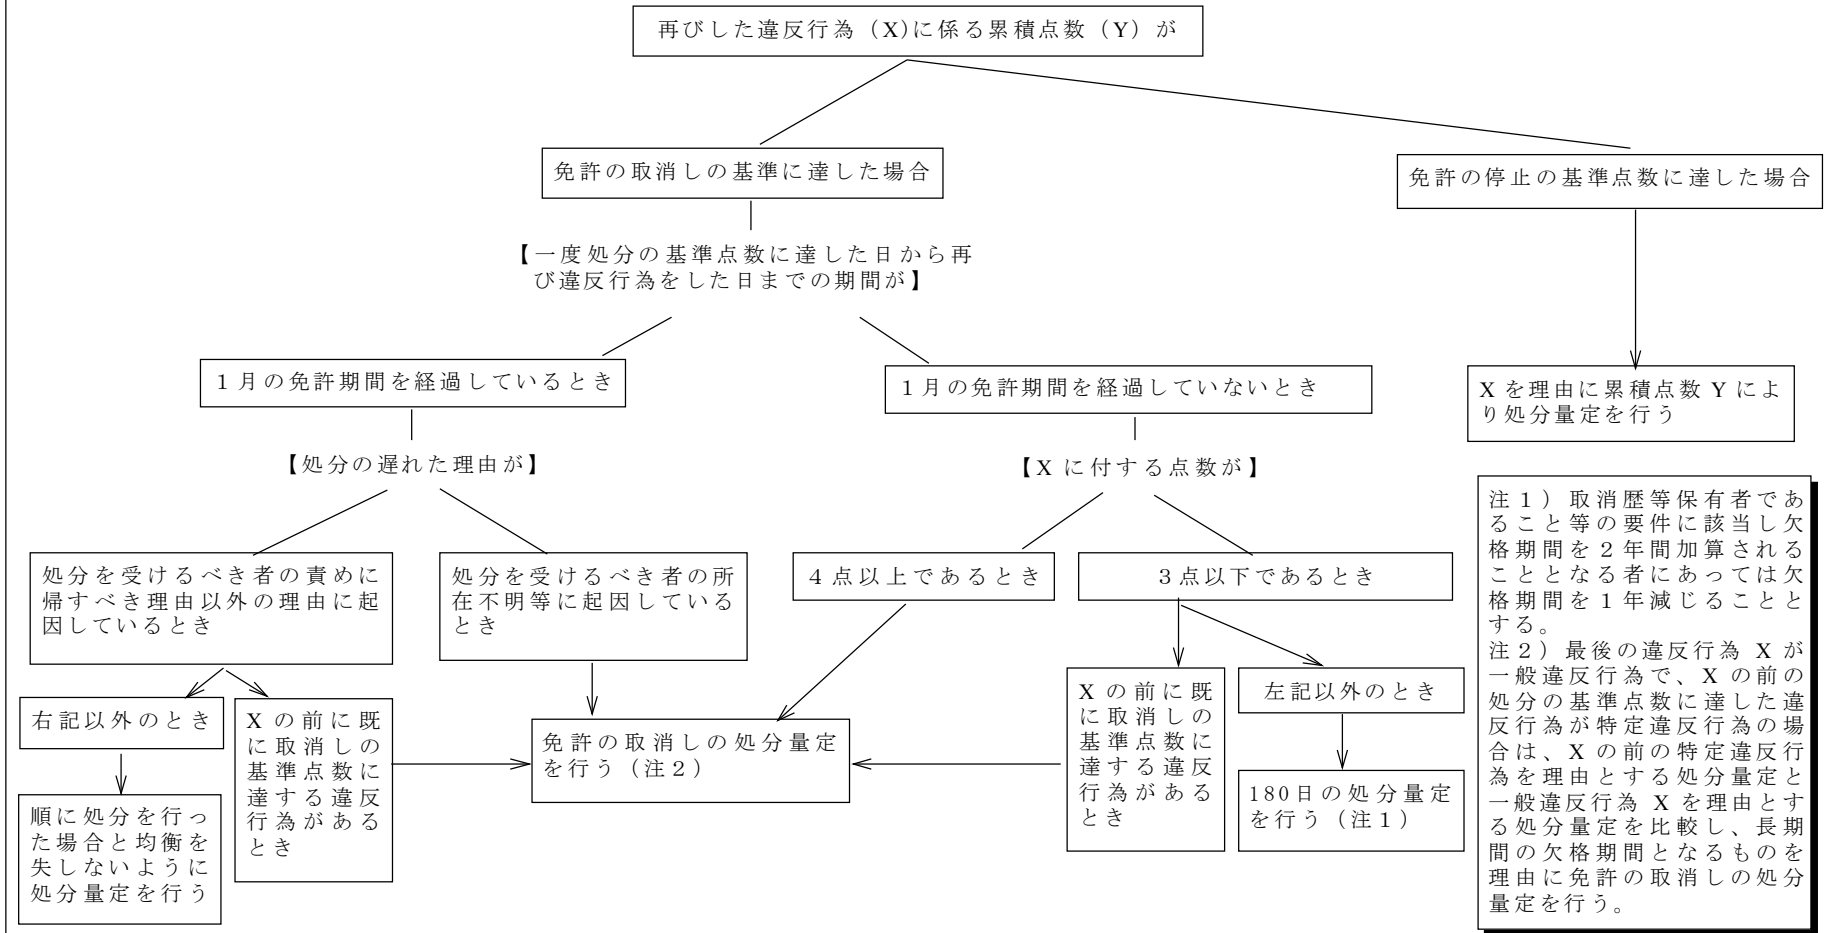 再びした違反行為（X)に係る累積点数（Y）が
免許の取消しの基準に達した場合
免許の停止の基準点数に達した場合
【一度処分の基準点数に達した日から再
び違反行為をした日までの期間が】
１月の免許期間を経過しているとき
１月の免許期間を経過していないとき
Xを理由に累積点数Yによ
り処分量定を行う
【処分の遅れた理由が】
【Xに付する点数が】
処分を受けるべき者の責めに
帰すべき理由以外の理由に起
因しているとき
処分を受けるべき者の所
在不明等に起因している
とき
４点以上であるとき
３点以下であるとき
右記以外のとき
Xの前に既
に取消しの
基準点数に
達する違反
行為がある
とき
免許の取消しの処分量定
を行う（注２）
Xの前に既
に取消しの
基準点数に
達する違反
行為がある
とき
左記以外のとき
順に処分を行っ
た場合と均衡を
失しないように
処分量定を行う
180日の処分量定
を行う（注１）
注１）取消歴等保有者であ
ること等の要件に該当し欠
格期間を2年間加算される
こととなる者にあっては欠
格期間を1年減じることと
する。
注２）最後の違反行為Xが
一般違反行為で、Xの前の
処分の基準点数に達した違
反行為が特定違反行為の場
合は、Xの前の特定違反行
為を理由とする処分量定と
一般違反行為Xを理由とす
る処分量定を比較し、長期
間の欠格期間となるものを
理由に免許の取消しの処分
量定を行う。